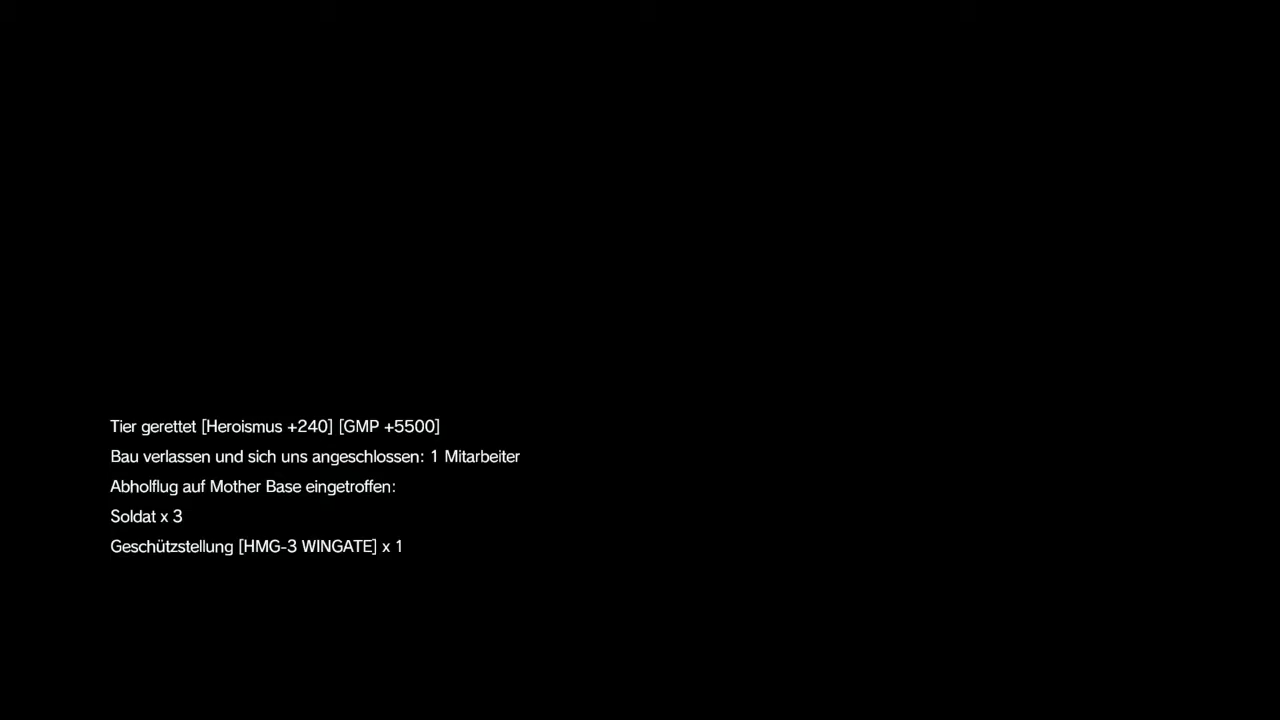 Tier gerettet [Heroismus +240] [GMP +5500]
Bau verlassen und sich uns angeschlossen: 1 Mitarbeiter
Abholflug auf Mother Base eingetroffen:
Soldat x 3
Geschützstellung [HMG-3 WINGATE] x 1